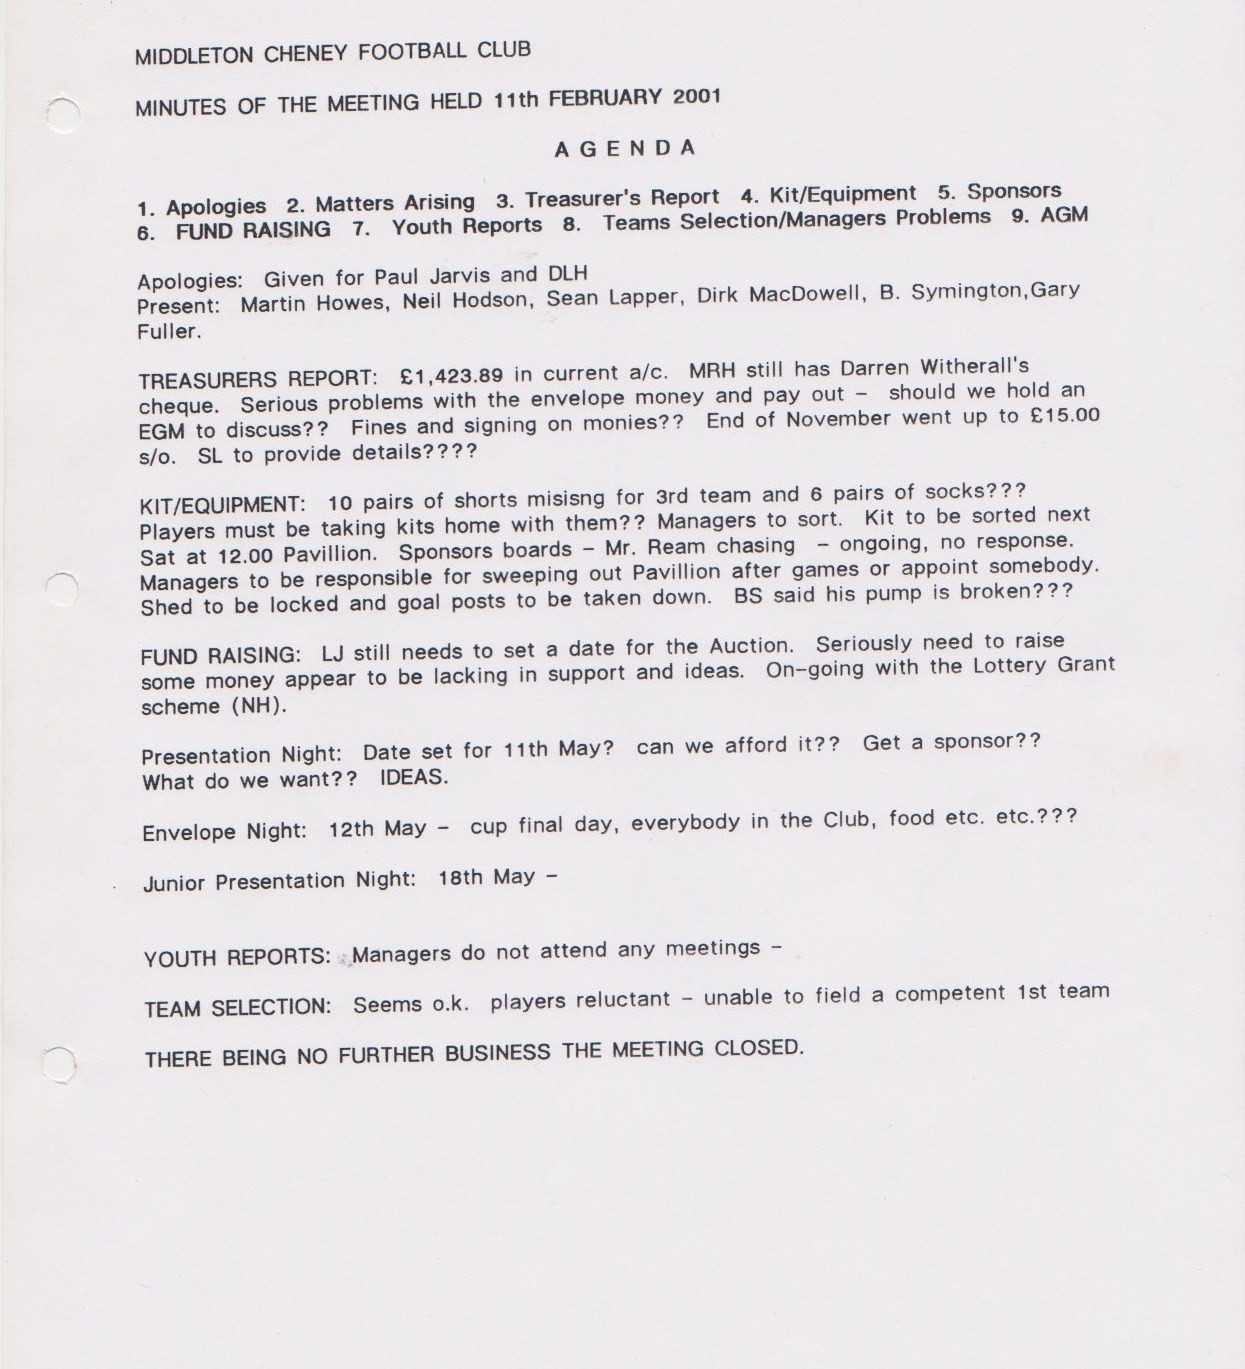 MIDDLETON CHENEY FOOTBALL CLUB
MINUTES OF THE MEETING HELD 11th FEBRUARY 2001
A G E N D A
1. Apologies 2. Matters Arising 3. Treasurer's Report 4. Kit/Equipment 5. Sponsors
6. FUND RAISING 7. Youth Reports 8. Teams Selection/Managers Problems 9. AGM
Apologies: Given for Paul Jarvis and DLH
Present: Martin Howes, Neil Hodson, Sean Lapper, Dirk MacDowell, B. Symington,Gary
Fuller.
TREASURERS REPORT: £1,423.89 in current a/c. MRH still has Darren Witherall's
cheque. Serious problems with the envelope money and pay out – should we hold an
EGM to discuss?? Fines and signing on monies?? End of November went up to £15.00
s/o. SL to provide details????
KIT/EQUIPMENT: 10 pairs of shorts misisng for 3rd team and 6 pairs of socks???
Players must be taking kits home with them?? Managers to sort. Kit to be sorted next
Sat at 12.00 Pavillion. Sponsors boards – Mr. Ream chasing – ongoing, no response.
Managers to be responsible for sweeping out Pavillion after games or appoint somebody.
Shed to be locked and goal posts to be taken down. BS said his pump is broken???
FUND RAISING: LJ still needs to set a date for the Auction. Seriously need to raise
some money appear to be lacking in support and ideas. On-going with the Lottery Grant
scheme (NH).
Presentation Night: Date set for 11th May? can we afford it?? Get a sponsor??
What do we want?? IDEAS.
Envelope Night: 12th May – cup final day, everybody in the Club, food etc. etc.???
Junior Presentation Night: 18th May –
YOUTH REPORTS: Managers do not attend any meetings –
TEAM SELECTION: Seems o.k. players reluctant – unable to field a competent 1st team
THERE BEING NO FURTHER BUSINESS THE MEETING CLOSED.